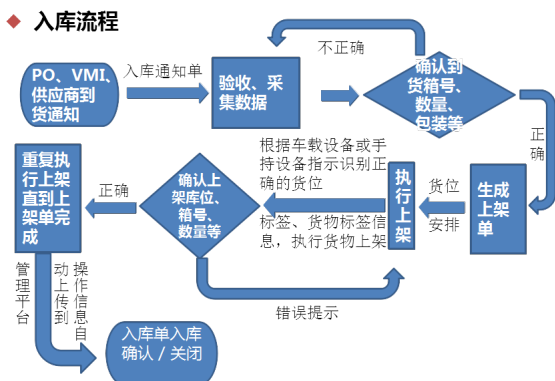 入库流程
不正确
PO、VMI、
供应商到
货通知
入库通知单
验收、采
集数据
确认到
货箱号、
数量、
包装等
正确
根据车载设备或手
持设备指示识别正
确的货位
重复执
行上架
直到上
架单完
成
正确
确认上
架库位、
箱号、
数量等
标签、货物标签信
息，执行货物上架
执行上架
货位
安排
生成
上架
单
操作信息自
动上传到
管理平台
错误提示
入库单入库
确认 / 关闭